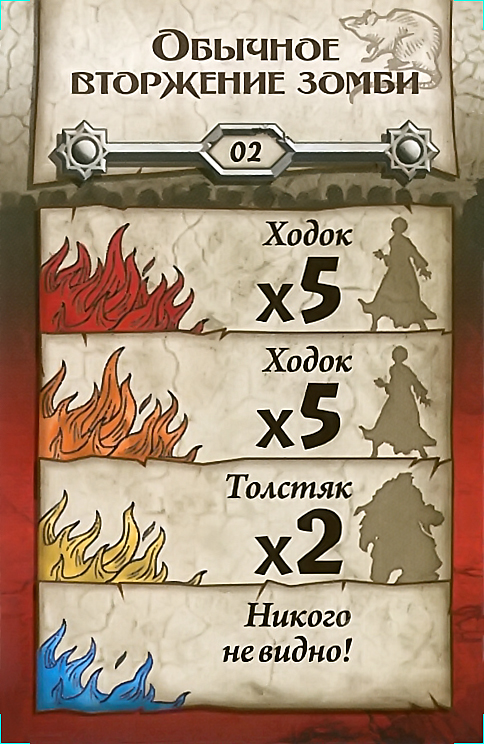 Обычное
вторжение зомби
02
Ходок
x5
Ходок
x5
Толстяк
x2
Никого
не видно!